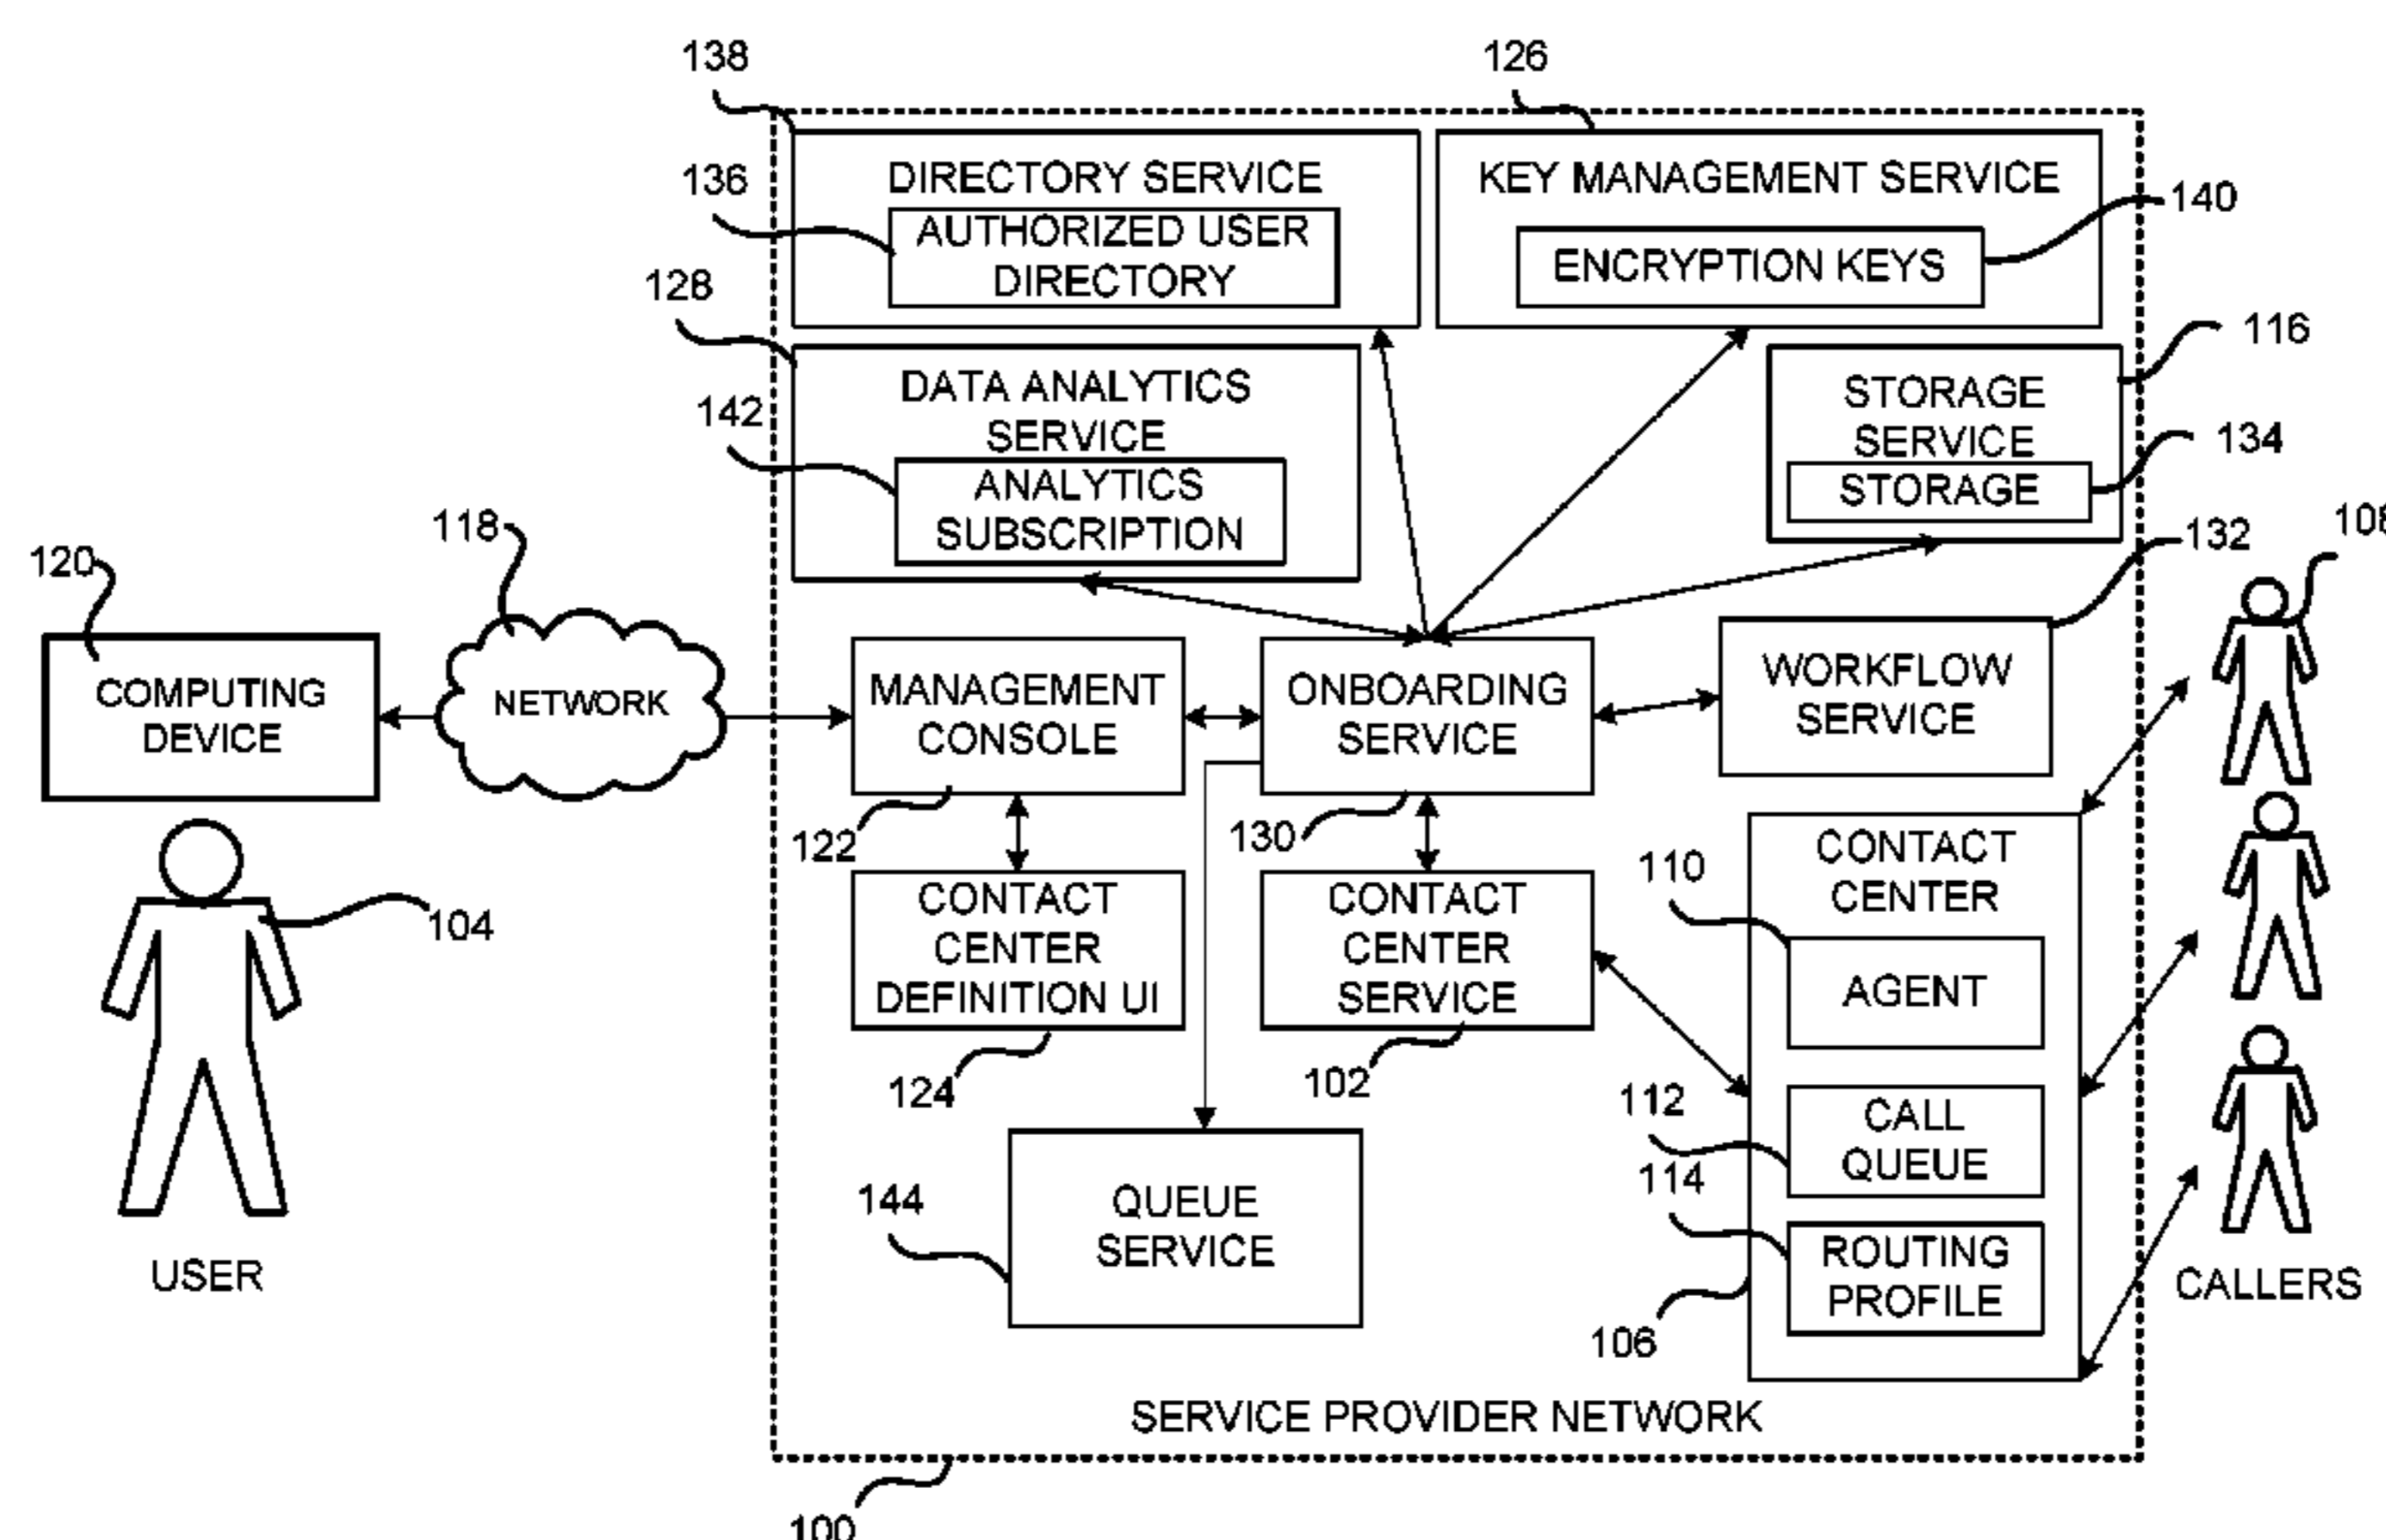 138
126
DIRECTORY SERVICE
136
AUTHORIZED USER
DIRECTORY
KEY MANAGEMENT SERVICE
140
ENCRYPTION KEYS
128
DATA ANALYTICS
SERVICE
142
ANALYTICS
SUBSCRIPTION
116
STORAGE
SERVICE
134
STORAGE
118
120
132
108
COMPUTING
DEVICE
NETWORK
MANAGEMENT
CONSOLE
ONBOARDING
SERVICE
WORKFLOW
SERVICE
122
130
104
CONTACT
CENTER
DEFINITION UI
CONTACT
CENTER
SERVICE
CONTACT
CENTER
110
AGENT
124
102
112
CALL
QUEUE
114
ROUTING
PROFILE
144
QUEUE
SERVICE
USER
CALLERS
106
SERVICE PROVIDER NETWORK
100